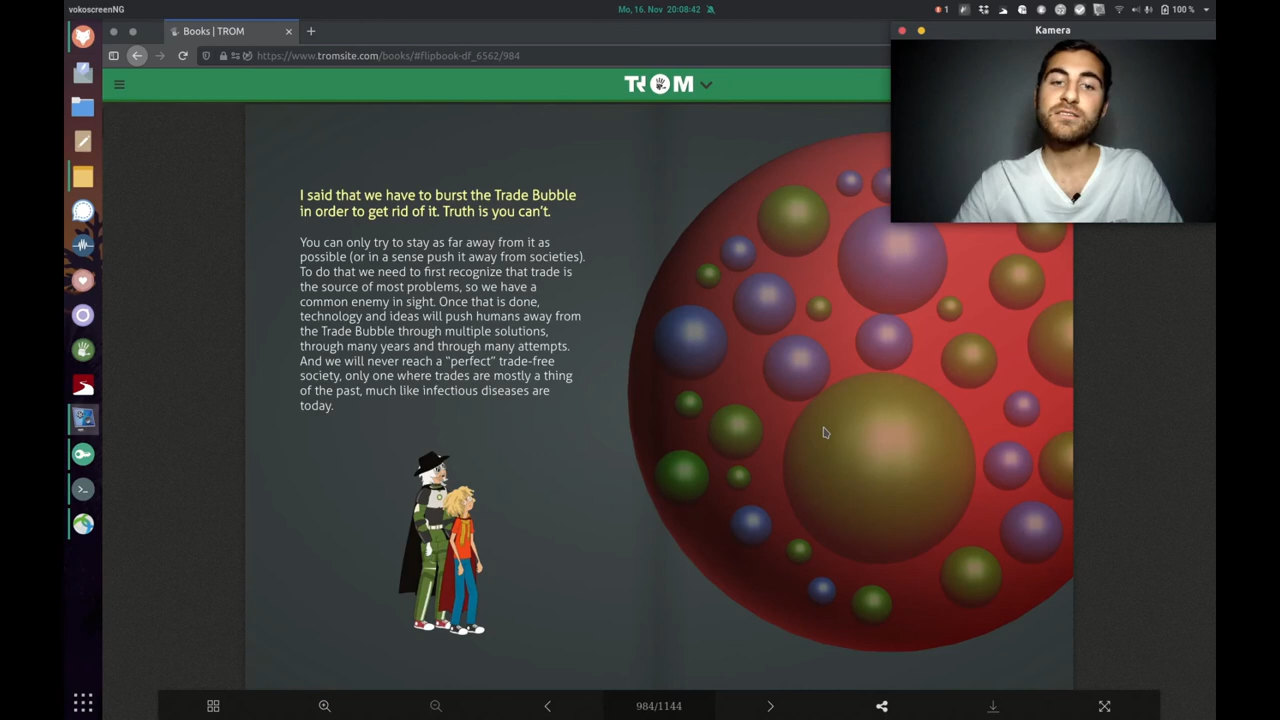 vokoscreenNG
Mo, 16. Nov 20:08:42
1
100 %
Kamera
Books | TROM
https://www.tromsite.com/books/#flipbook-df_6562/984
TROM
I said that we have to burst the Trade Bubble
in order to get rid of it. Truth is you can't.
You can only try to stay as far away from it as
possible (or in a sense push it away from societies).
To do that we need to first recognize that trade is
the source of most problems, so we have a
common enemy in sight. Once that is done,
technology and ideas will push humans away from
the Trade Bubble through multiple solutions,
through many years and through many attempts.
And we will never reach a "perfect" trade-free
society, only one where trades are mostly a thing
of the past, much like infectious diseases are
today.
984/1144